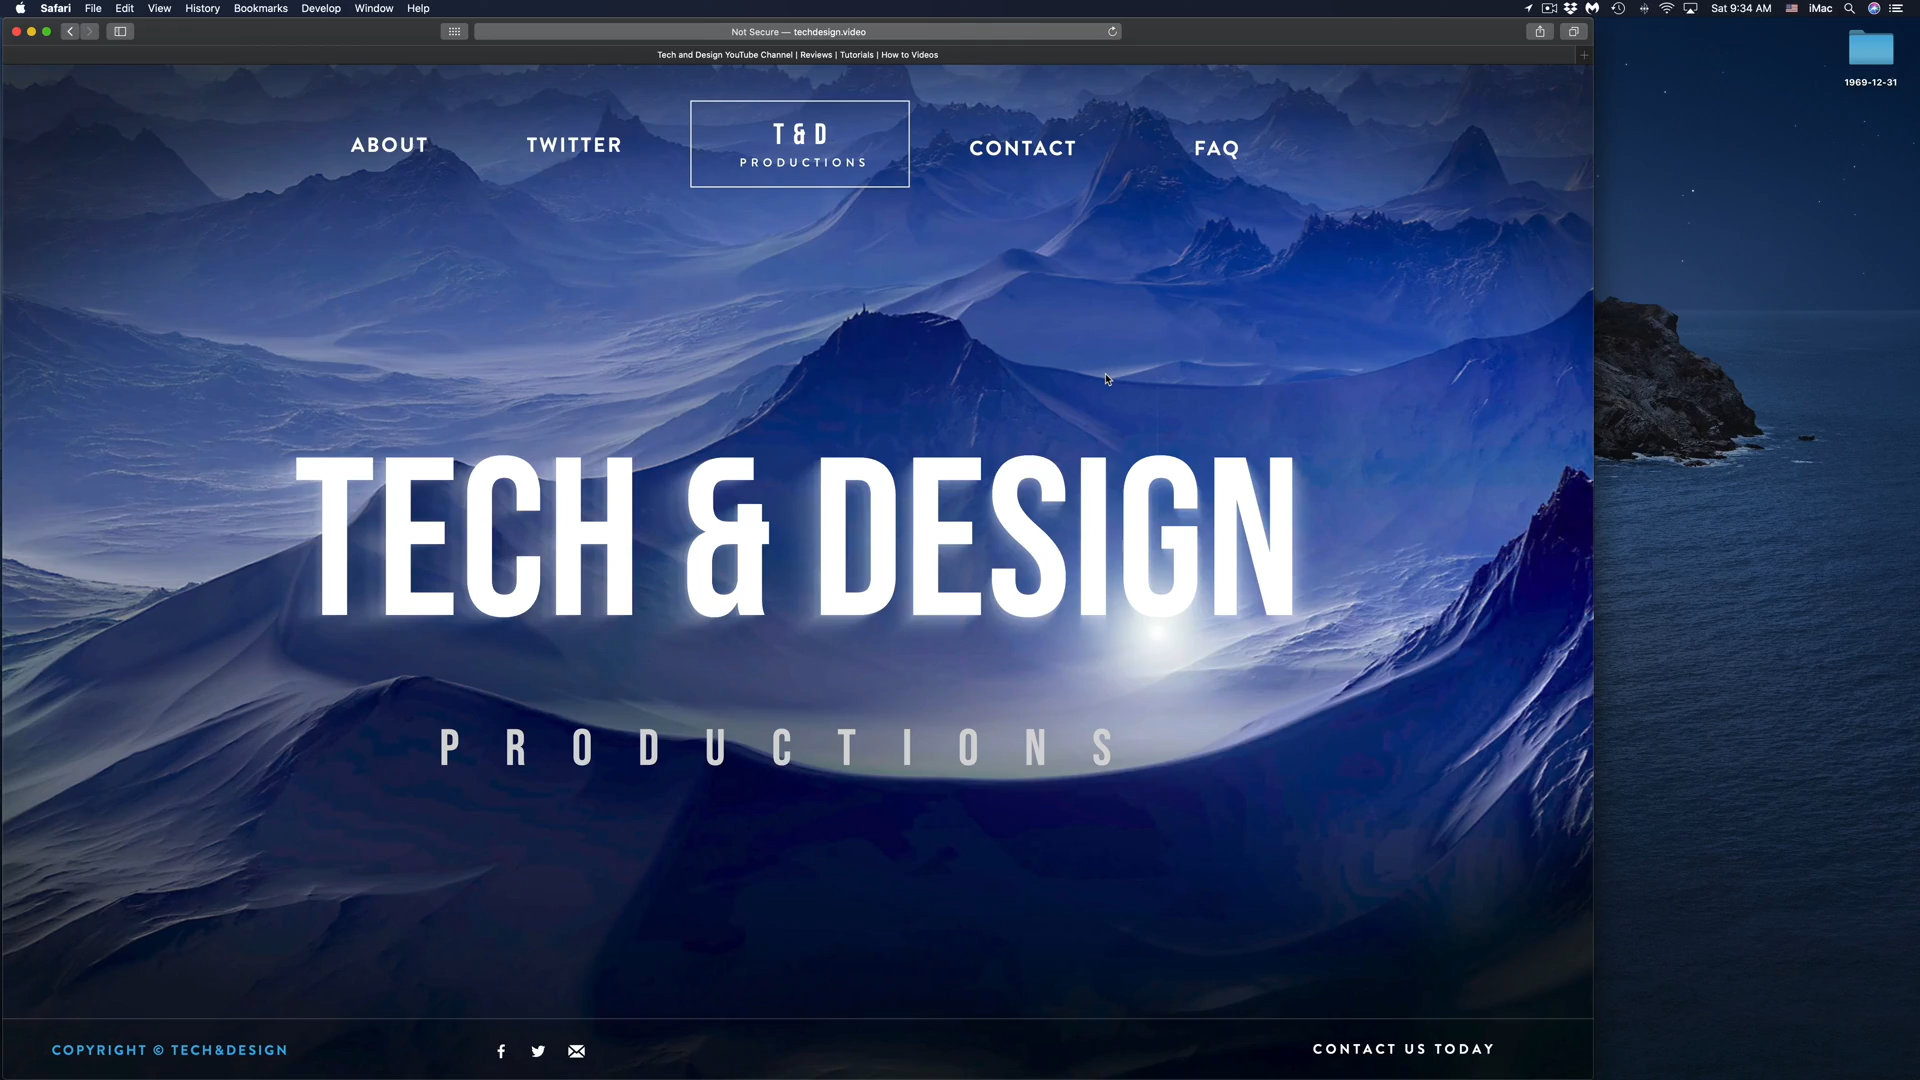 Safari File Edit View History Bookmarks Develop Window Help
Sat 9:34 AM iMac
Not Secure — techdesign.video
Tech and Design YouTube Channel | Reviews | Tutorials | How to Videos
1969-12-31
ABOUT
TWITTER
T & D
PRODUCTIONS
CONTACT
FAQ
TECH & DESIGN
PRODUCTIONS
COPYRIGHT © TECH&DESIGN
CONTACT US TODAY